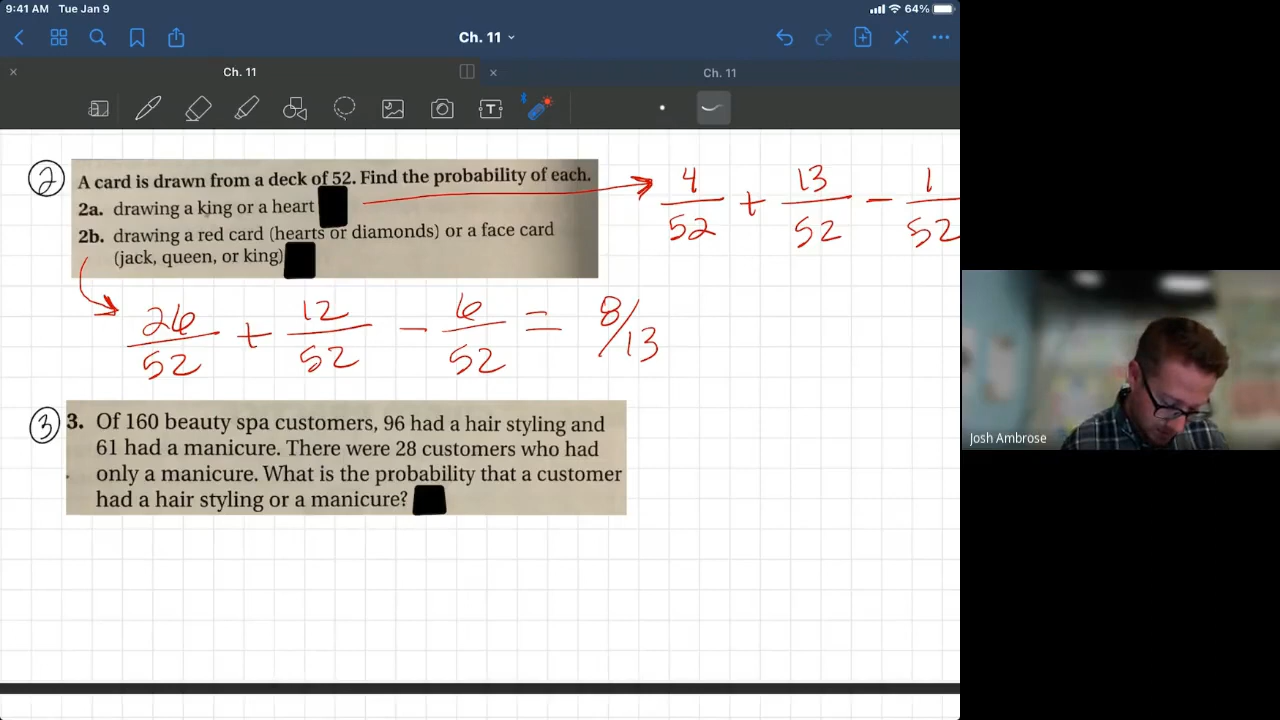 9:41 AM Tue Jan 9
64%
Ch. 11
Ch. 11
Ch. 11
T
2
A card is drawn from a deck of 52. Find the probability of each.
2a. drawing a king or a heart
4/52 + 13/52 − 1/52
2b. drawing a red card (hearts or diamonds) or a face card
(jack, queen, or king)
26/52 + 12/52 − 6/52 = 8/13
3
3. Of 160 beauty spa customers, 96 had a hair styling and
61 had a manicure. There were 28 customers who had
only a manicure. What is the probability that a customer
had a hair styling or a manicure?
Josh Ambrose